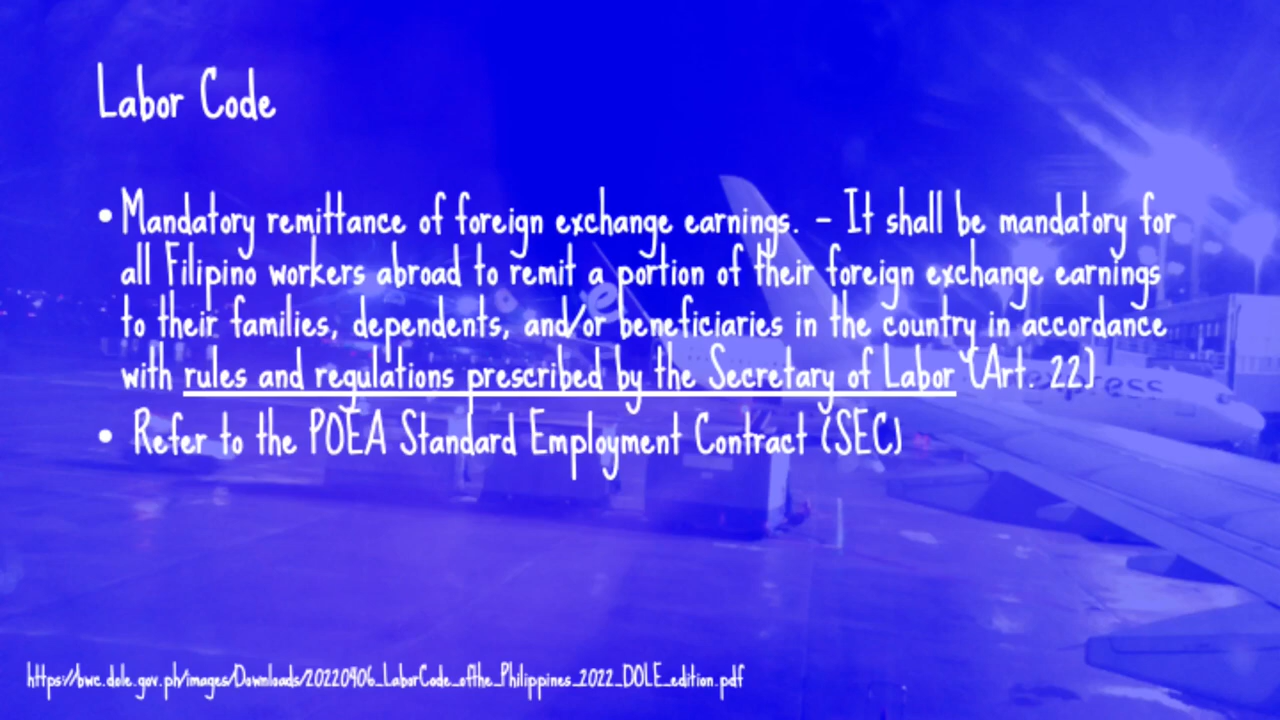 Labor Code
• Mandatory remittance of foreign exchange earnings. – It shall be mandatory for
all Filipino workers abroad to remit a portion of their foreign exchange earnings
to their families, dependents, and/or beneficiaries in the country in accordance
with rules and regulations prescribed by the Secretary of Labor (Art. 22)
• Refer to the POEA Standard Employment Contract (SEC)
https://bwc.dole.gov.ph/images/Downloads/20220406_LaborCode_ofthe_Philippines_2022_DOLE_edition.pdf